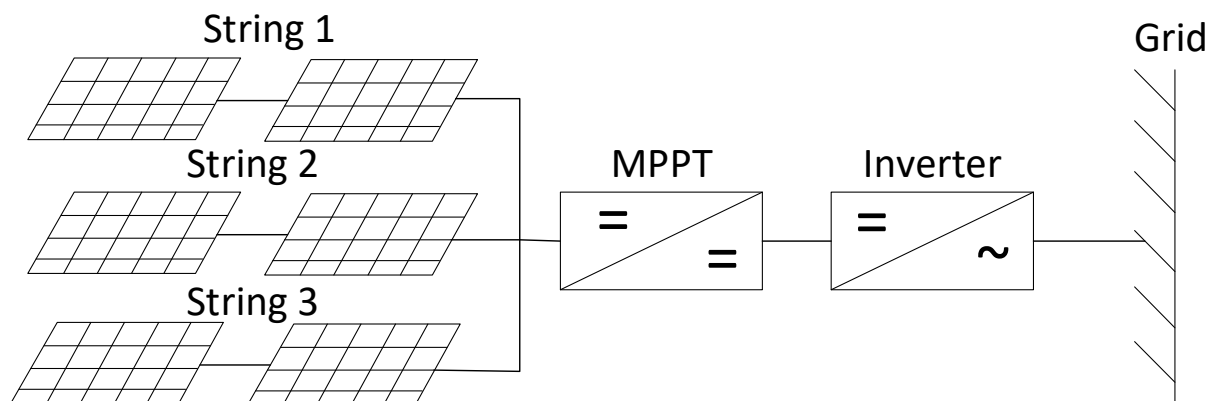 String 1
Grid
String 2
MPPT
Inverter
=
=
=
~
String 3